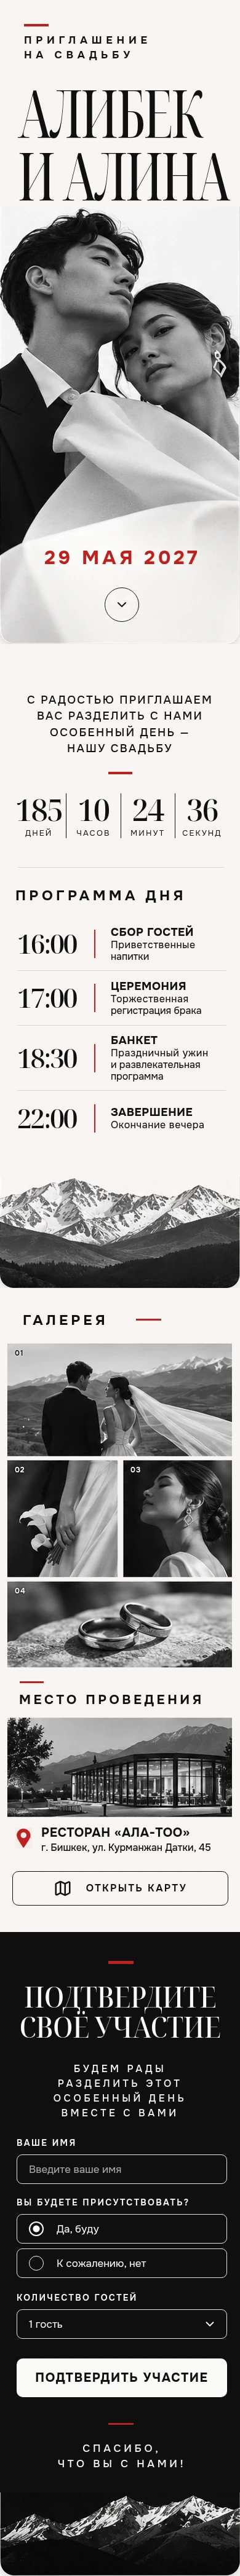 ПРИГЛАШЕНИЕ
НА СВАДЬБУ
АЛИБЕК
И АЛИНА
29 МАЯ 2027
С РАДОСТЬЮ ПРИГЛАШАЕМ
ВАС РАЗДЕЛИТЬ С НАМИ
ОСОБЕННЫЙ ДЕНЬ —
НАШУ СВАДЬБУ
185 10 24 36
ДНЕЙ ЧАСОВ МИНУТ СЕКУНД
ПРОГРАММА ДНЯ
16:00
СБОР ГОСТЕЙ
Приветственные
напитки
17:00
ЦЕРЕМОНИЯ
Торжественная
регистрация брака
18:30
БАНКЕТ
Праздничный ужин
и развлекательная
программа
22:00
ЗАВЕРШЕНИЕ
Окончание вечера
ГАЛЕРЕЯ
01
02 03
04
МЕСТО ПРОВЕДЕНИЯ
РЕСТОРАН «АЛА-ТОО»
г. Бишкек, ул. Курманжан Датки, 45
ОТКРЫТЬ КАРТУ
ПОДТВЕРДИТЕ
СВОЁ УЧАСТИЕ
БУДЕМ РАДЫ
РАЗДЕЛИТЬ ЭТОТ
ОСОБЕННЫЙ ДЕНЬ
ВМЕСТЕ С ВАМИ
ВАШЕ ИМЯ
Введите ваше имя
ВЫ БУДЕТЕ ПРИСУТСТВОВАТЬ?
Да, буду
К сожалению, нет
КОЛИЧЕСТВО ГОСТЕЙ
1 гость
ПОДТВЕРДИТЬ УЧАСТИЕ
СПАСИБО,
ЧТО ВЫ С НАМИ!